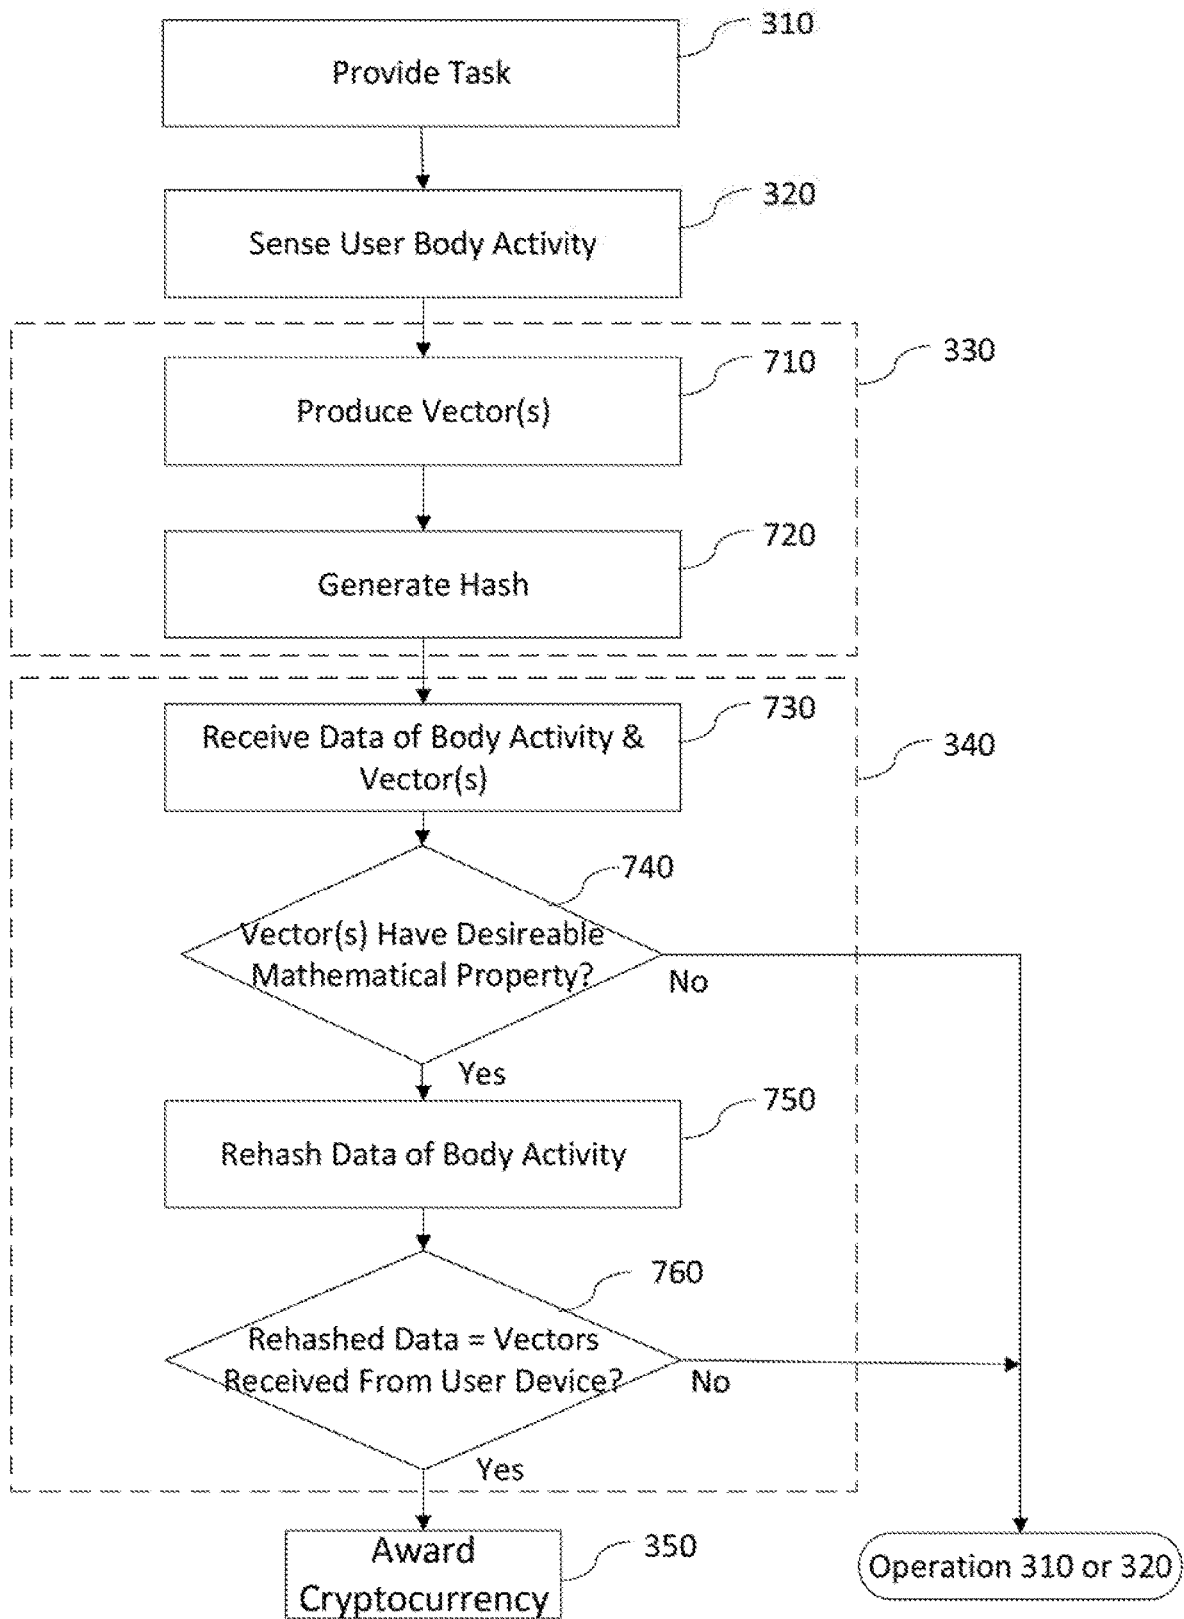 310
Provide Task
320
Sense User Body Activity
330
710
Produce Vector(s)
720
Generate Hash
730
Receive Data of Body Activity &
Vector(s)
340
740
Vector(s) Have Desireable
Mathematical Property?
No
Yes
750
Rehash Data of Body Activity
760
Rehashed Data = Vectors
Received From User Device?
No
Yes
Award
Cryptocurrency
350
Operation 310 or 320